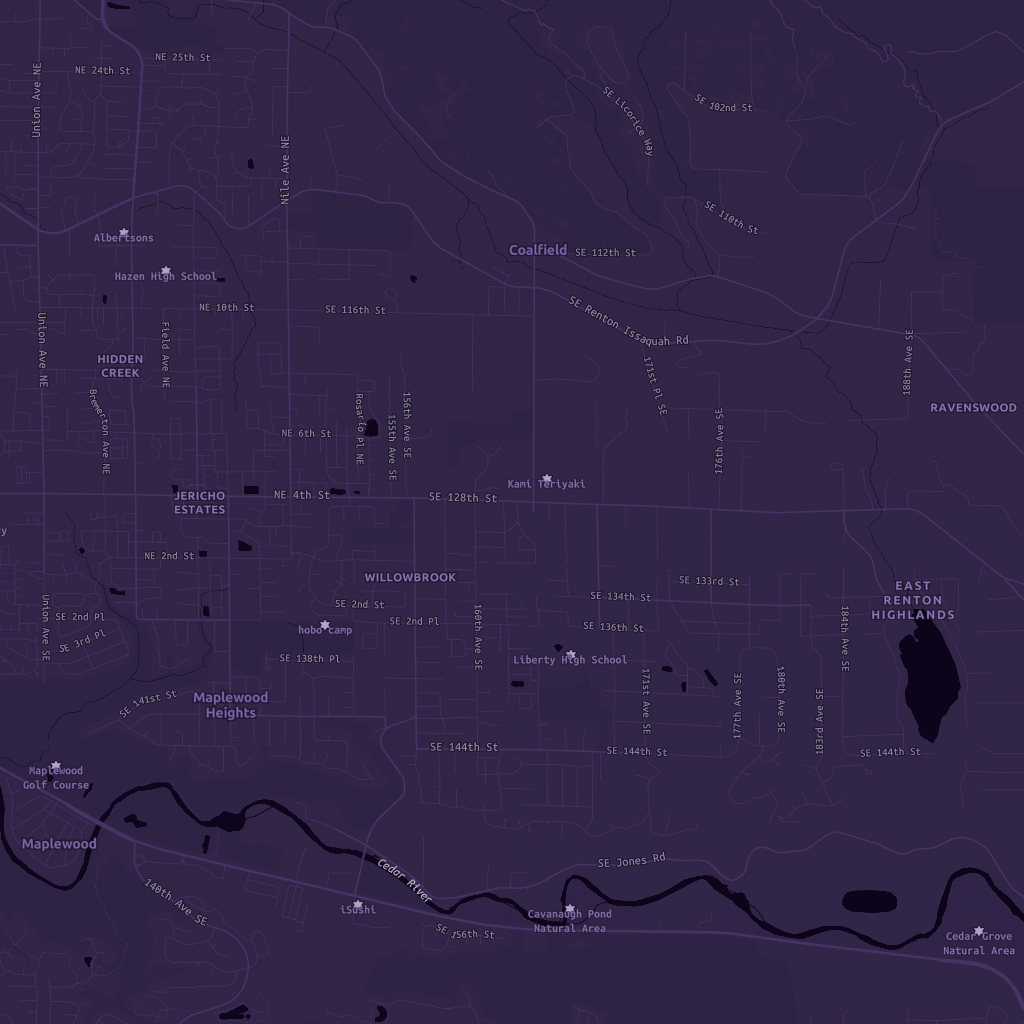 NE 25th St
NE 24th St
Union Ave NE
SE Licorice Way
SE 102nd St
Nile Ave NE
SE 110th St
Albertsons
Coalfield
SE 112th St
Hazen High School
NE 10th St
SE 116th St
SE Renton Issaquah Rd
Union Ave NE
Field Ave NE
HIDDEN
CREEK
188th Ave SE
171st Pl SE
Bremerton Ave NE
Rosario Pl NE
156th Ave SE
155th Ave SE
176th Ave SE
RAVENSWOOD
NE 6th St
Kami Teriyaki
JERICHO
ESTATES
NE 4th St
SE 128th St
y
NE 2nd St
WILLOWBROOK
SE 133rd St
EAST
RENTON
HIGHLANDS
SE 134th St
Union Ave SE
SE 2nd Pl
SE 2nd St
SE 2nd Pl
160th Ave SE
SE 136th St
184th Ave SE
SE 3rd Pl
hobo camp
SE 138th Pl
Liberty High School
171st Ave SE
177th Ave SE
180th Ave SE
183rd Ave SE
SE 141st St
Maplewood
Heights
SE 144th St
SE 144th St
SE 144th St
Maplewood
Golf Course
Maplewood
Cedar River
SE Jones Rd
140th Ave SE
iSushi
SE 156th St
Cavanaugh Pond
Natural Area
Cedar Grove
Natural Area